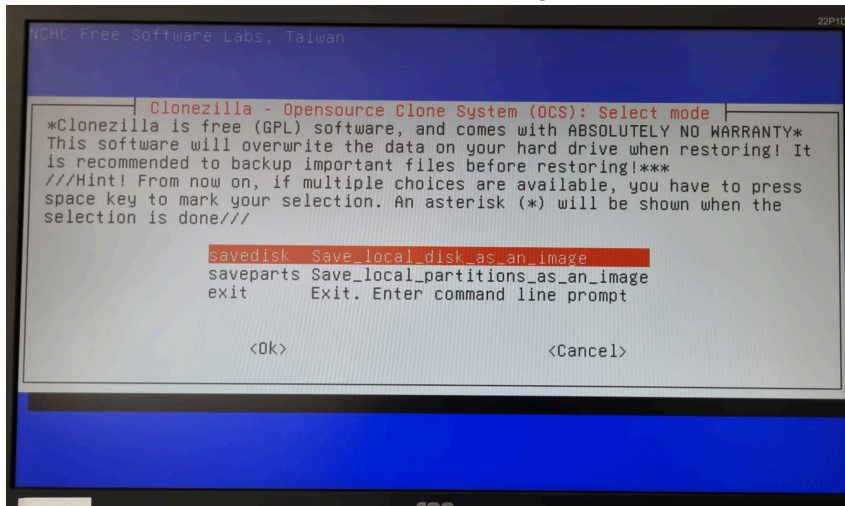 22P1D
NCHC Free Software Labs, Taiwan
Clonezilla - Opensource Clone System (OCS): Select mode
*Clonezilla is free (GPL) software, and comes with ABSOLUTELY NO WARRANTY*
This software will overwrite the data on your hard drive when restoring! It
is recommended to backup important files before restoring!***
///Hint! From now on, if multiple choices are available, you have to press
space key to mark your selection. An asterisk (*) will be shown when the
selection is done///
savedisk Save_local_disk_as_an_image
saveparts Save_local_partitions_as_an_image
exit Exit. Enter command line prompt
<Ok> <Cancel>